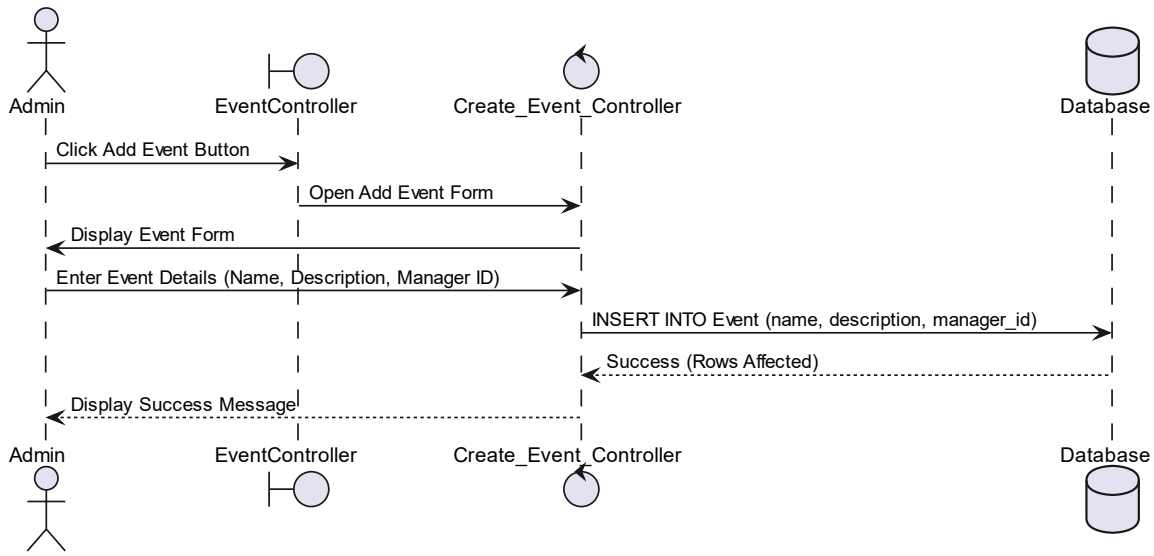 Admin
EventController
Create_Event_Controller
Database
Click Add Event Button
Open Add Event Form
Display Event Form
Enter Event Details (Name, Description, Manager ID)
INSERT INTO Event (name, description, manager_id)
Success (Rows Affected)
Display Success Message
Admin
EventController
Create_Event_Controller
Database